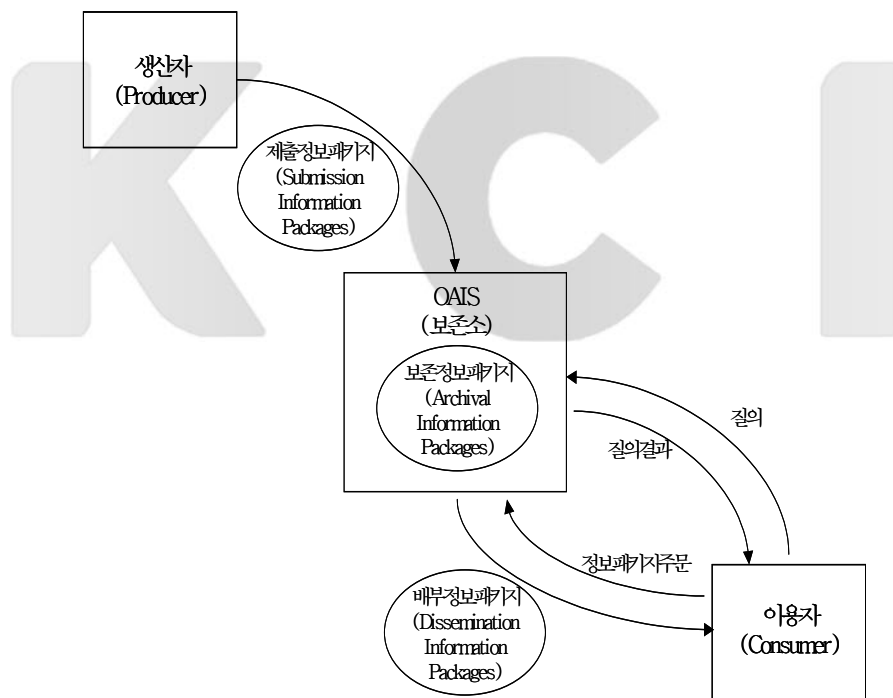 KCI
생산자
(Producer)
제출정보패키지
(Submission
Information
Packages)
OAIS
(보존소)
보존정보패키지
(Archival
Information
Packages)
질의
질의결과
정보패키지주문
배부정보패키지
(Dissemination
Information
Packages)
이용자
(Consumer)